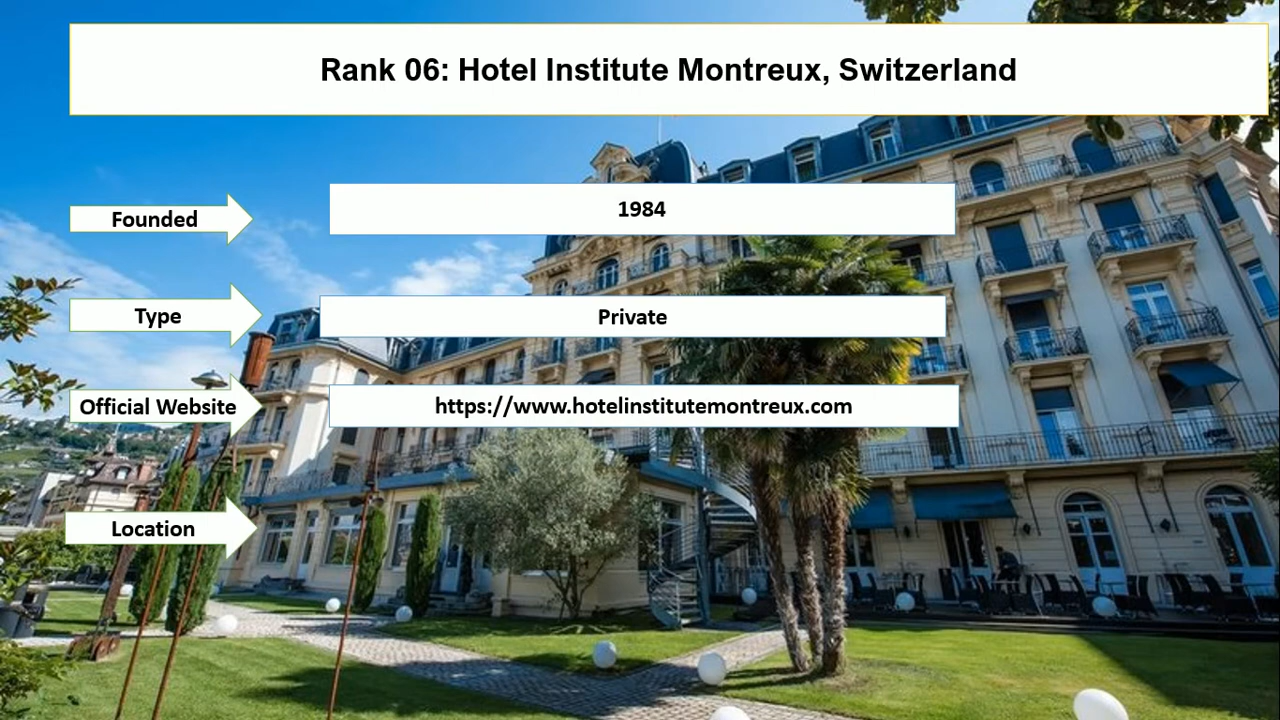 Rank 06: Hotel Institute Montreux, Switzerland
Founded
1984
Type
Private
Official Website
https://www.hotelinstitutemontreux.com
Location